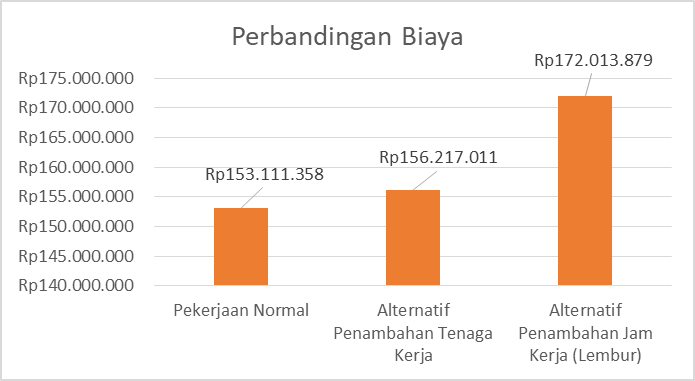 Perbandingan Biaya
Rp175.000.000
Rp170.000.000
Rp165.000.000
Rp160.000.000
Rp155.000.000
Rp150.000.000
Rp145.000.000
Rp140.000.000
Rp153.111.358
Rp156.217.011
Rp172.013.879
Pekerjaan Normal
Alternatif
Penambahan Tenaga
Kerja
Alternatif
Penambahan Jam
Kerja (Lembur)